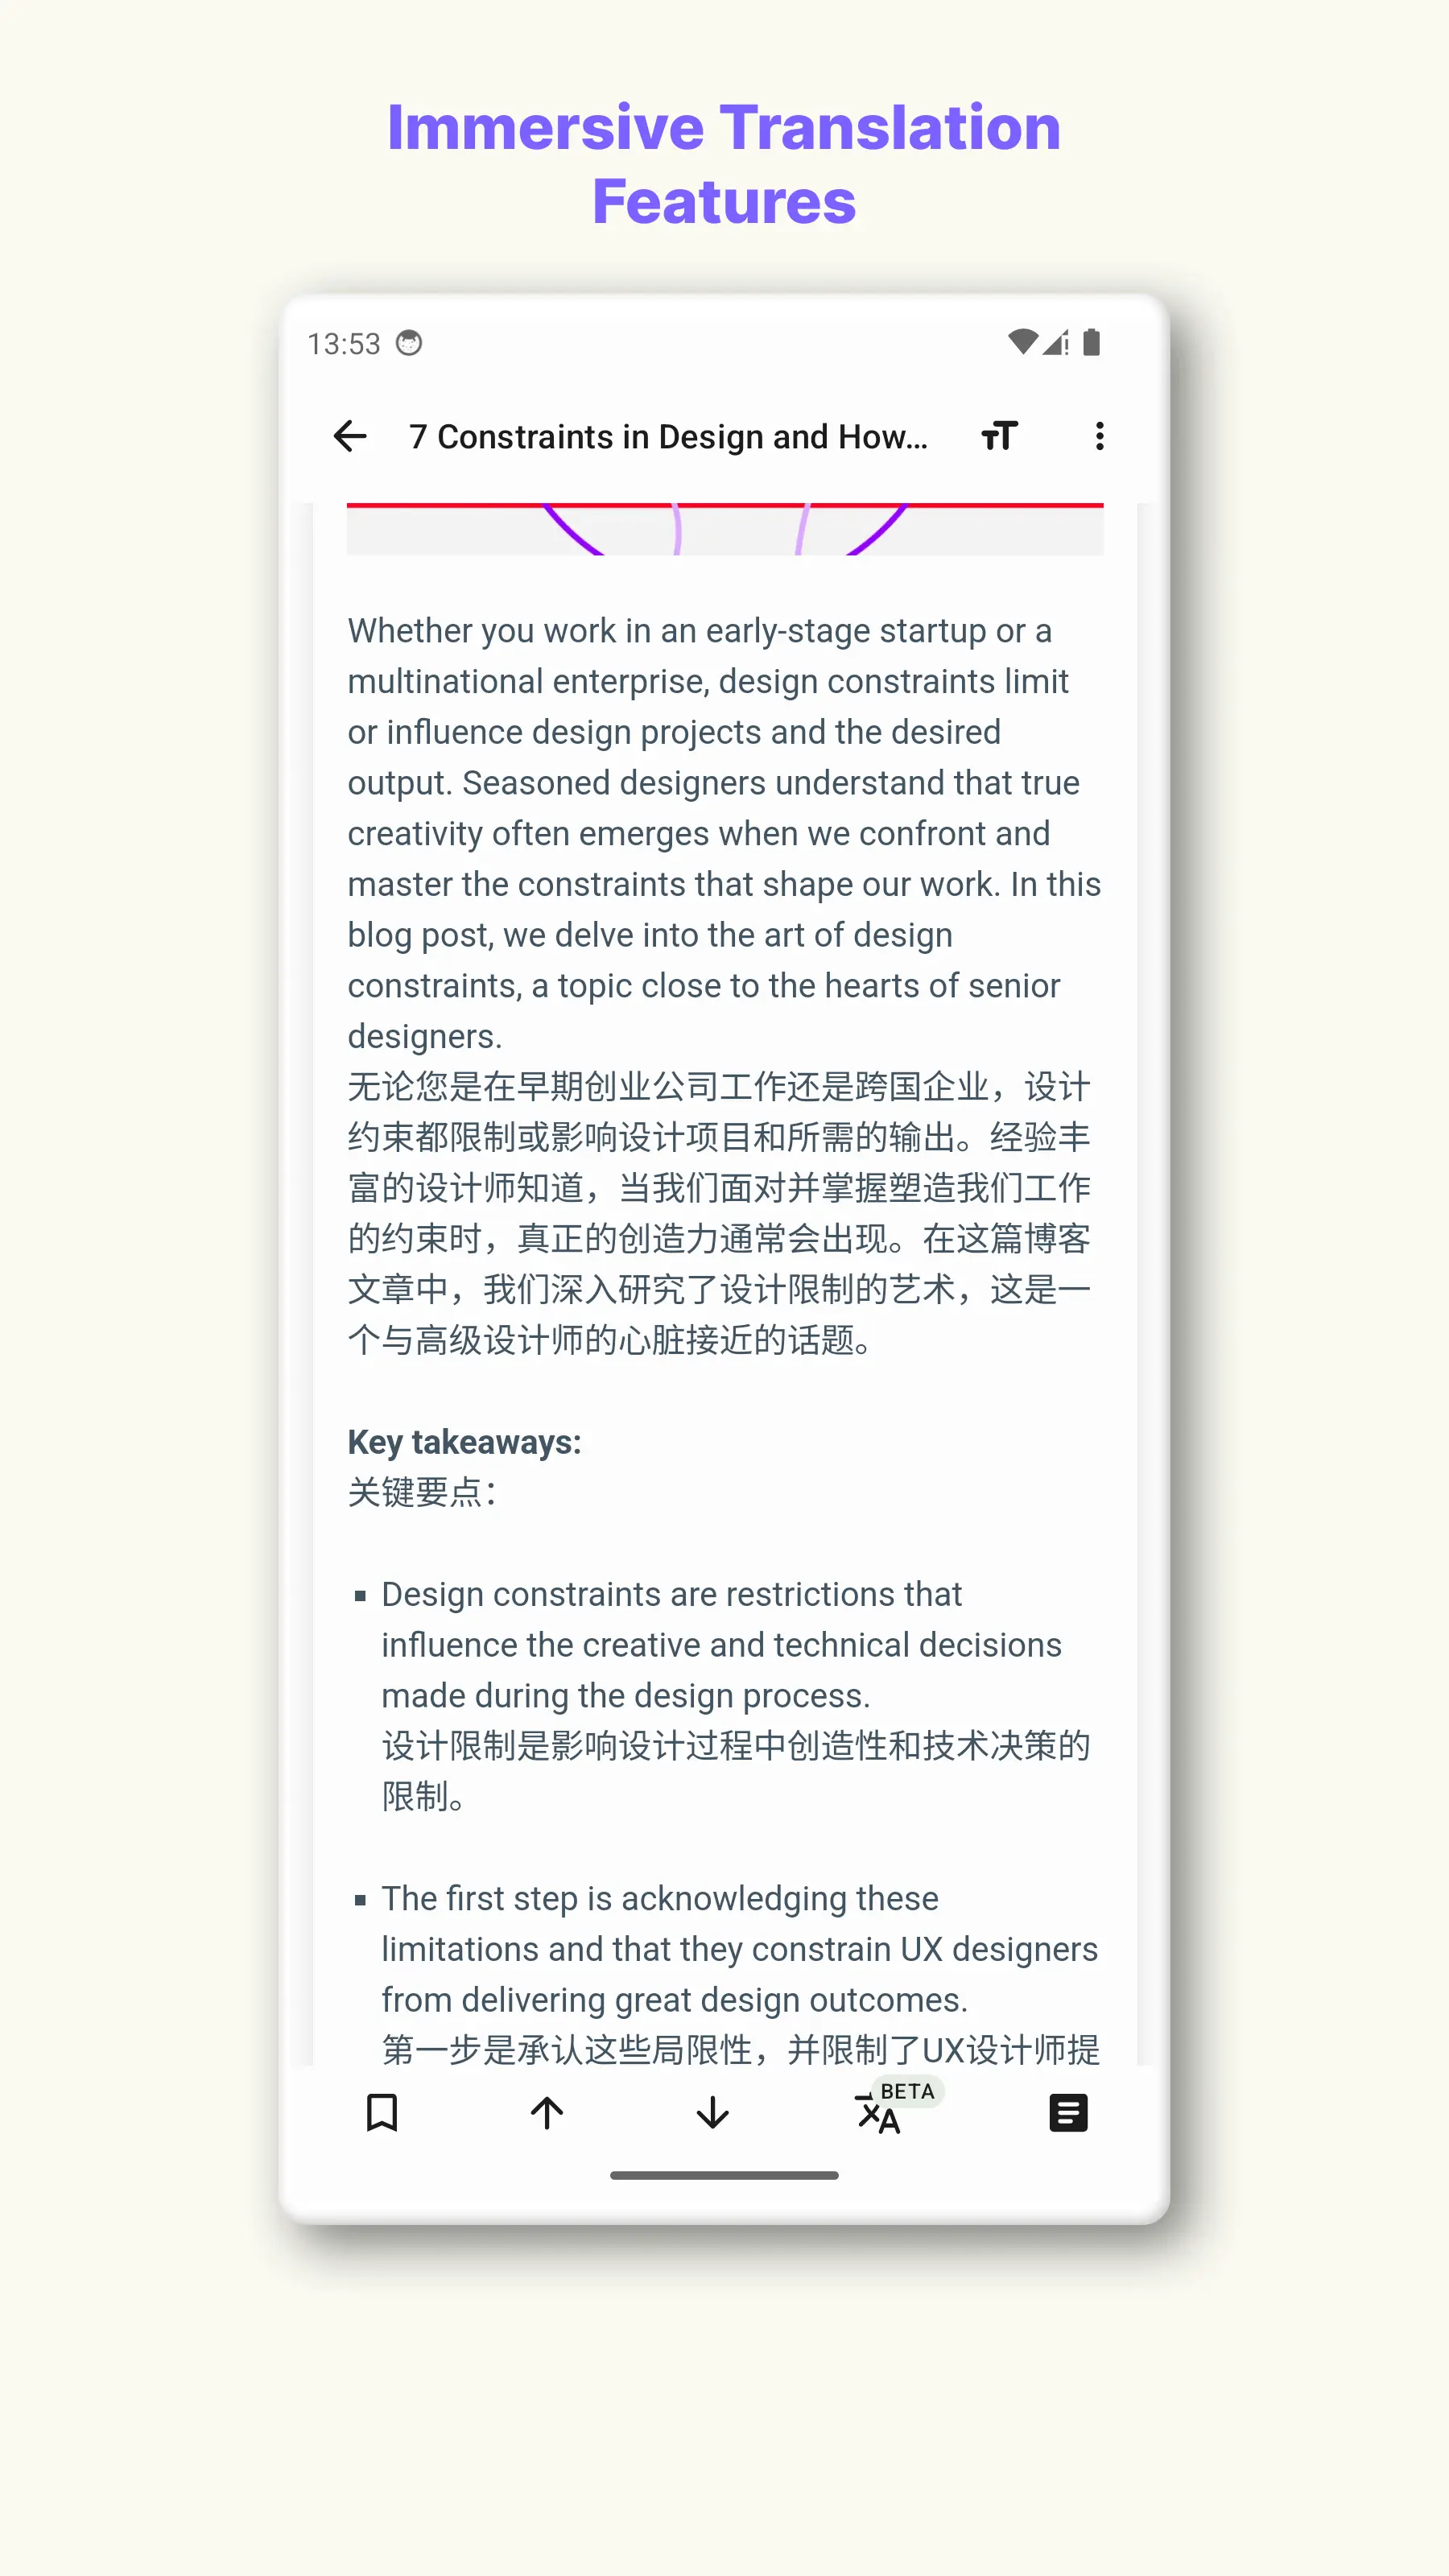 Immersive Translation
Features
13:53
7 Constraints in Design and How...
Whether you work in an early-stage startup or a
multinational enterprise, design constraints limit
or influence design projects and the desired
output. Seasoned designers understand that true
creativity often emerges when we confront and
master the constraints that shape our work. In this
blog post, we delve into the art of design
constraints, a topic close to the hearts of senior
designers.
无论您是在早期创业公司工作还是跨国企业，设计
约束都限制或影响设计项目和所需的输出。经验丰
富的设计师知道，当我们面对并掌握塑造我们工作
的约束时，真正的创造力通常会出现。在这篇博客
文章中，我们深入研究了设计限制的艺术，这是一
个与高级设计师的心脏接近的话题。
Key takeaways:
关键要点：
Design constraints are restrictions that
influence the creative and technical decisions
made during the design process.
设计限制是影响设计过程中创造性和技术决策的
限制。
The first step is acknowledging these
limitations and that they constrain UX designers
from delivering great design outcomes.
第一步是承认这些局限性，并限制了UX设计师提
BETA